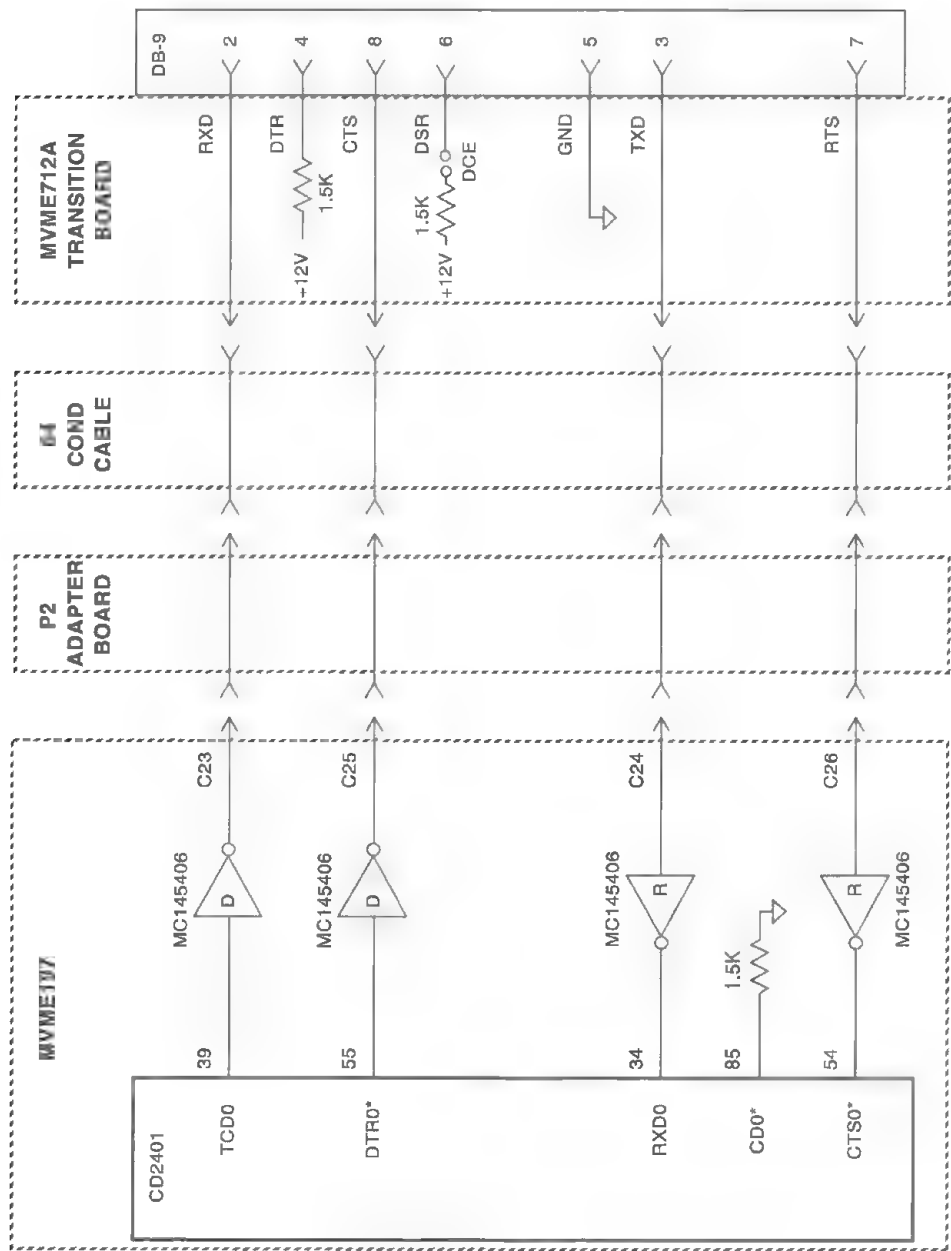 P2
ADAPTER
BOARD
64
COND
CABLE
MVME712A
TRANSITION
BOARD
CD2401
DB-9
TCD0
39
MC145406
D
C23
RXD
2
+12V
1.5K
DTR
4
DTR0*
55
MC145406
D
C25
CTS
8
+12V
1.5K
DCE
DSR
6
GND
5
RXD0
34
MC145406
R
C24
TXD
3
CD0*
85
1.5K
CTS0*
54
R
MC145406
C26
RTS
7